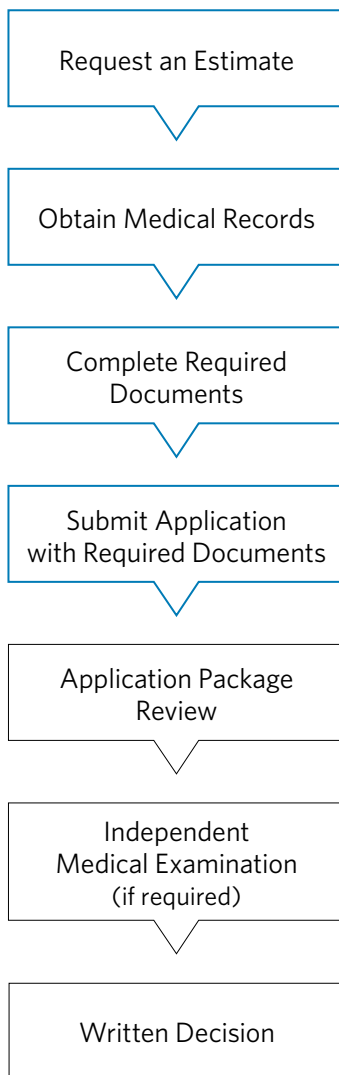 Request an Estimate
Obtain Medical Records
Complete Required
Documents
Submit Application
with Required Documents
Application Package
Review
Independent
Medical Examination
(if required)
Written Decision